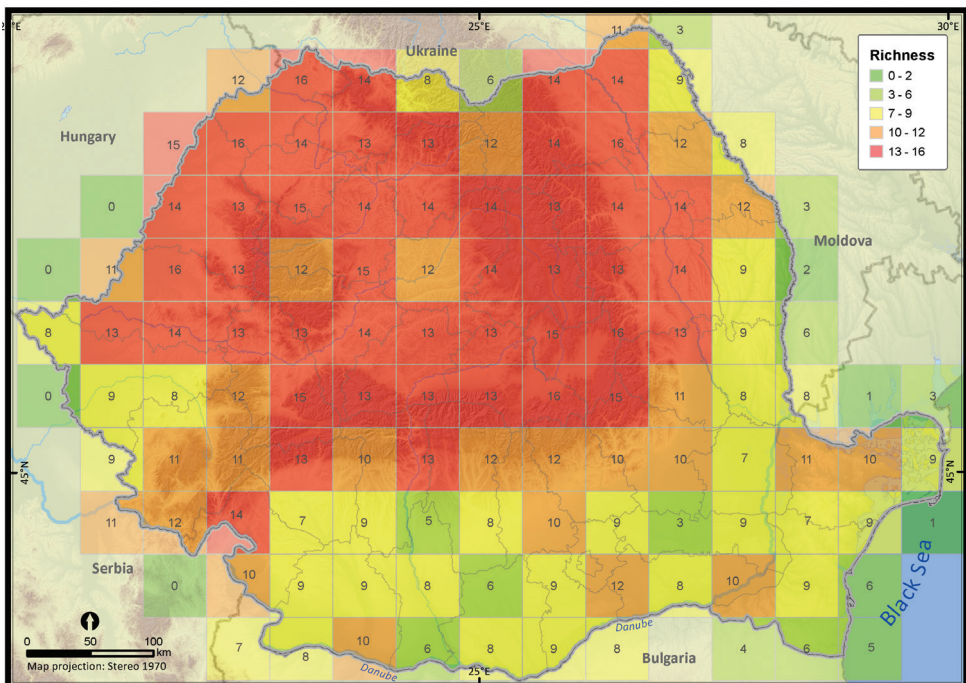 25°E
30°E
Ukraine
11
3
Richness
0 - 2
3 - 6
7 - 9
10 - 12
13 - 16
12 16 14 8 6 14 14 9
Hungary
15 16 14 13 13 12 14 16 12 8
0 14 13 15 14 14 14 13 14 14 12 3
Moldova
0 11 16 13 12 15 12 14 13 13 14 9 2
8 13 14 13 13 14 13 13 15 16 13 9 6
0 9 8 12 15 13 13 13 16 15 11 8 8 1 3
45°N
9 11 11 13 10 13 12 12 10 10 7 11 10 9
45°N
11 12 14 7 9 5 8 10 9 3 9 7 9 1
Serbia
0 10 9 9 8 6 9 12 8 10 9 6
Black Sea
7 8 10 6 8 9 8 4 6 5
Danube
Bulgaria
Danube
25°E
0 50 100
km
Map projection: Stereo 1970